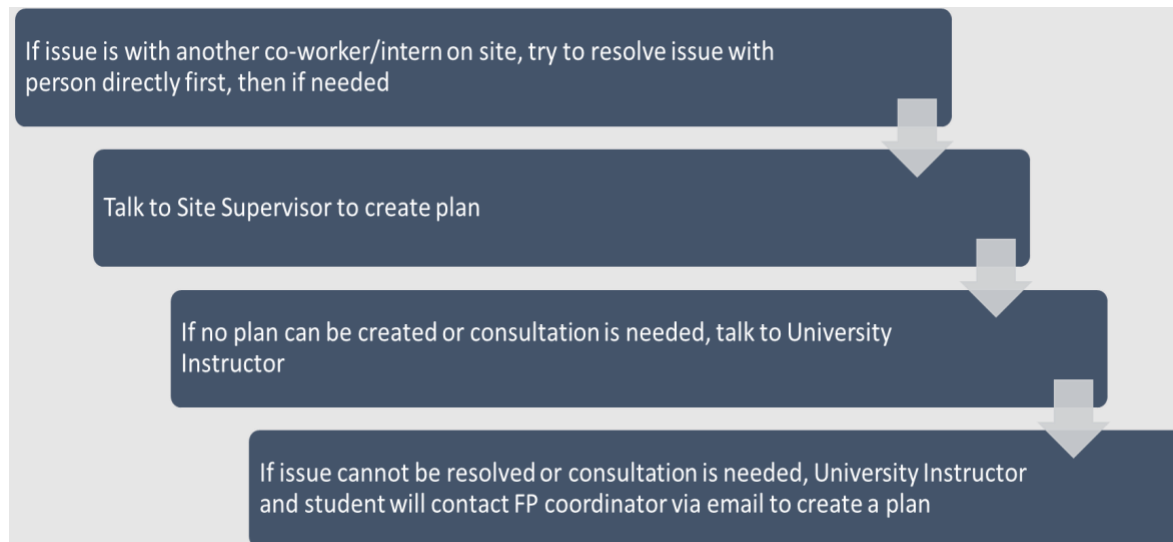 If issue is with another co-worker/intern on site, try to resolve issue with
person directly first, then if needed
Talk to Site Supervisor to create plan
If no plan can be created or consultation is needed, talk to University
Instructor
If issue cannot be resolved or consultation is needed, University Instructor
and student will contact FP coordinator via email to create a plan